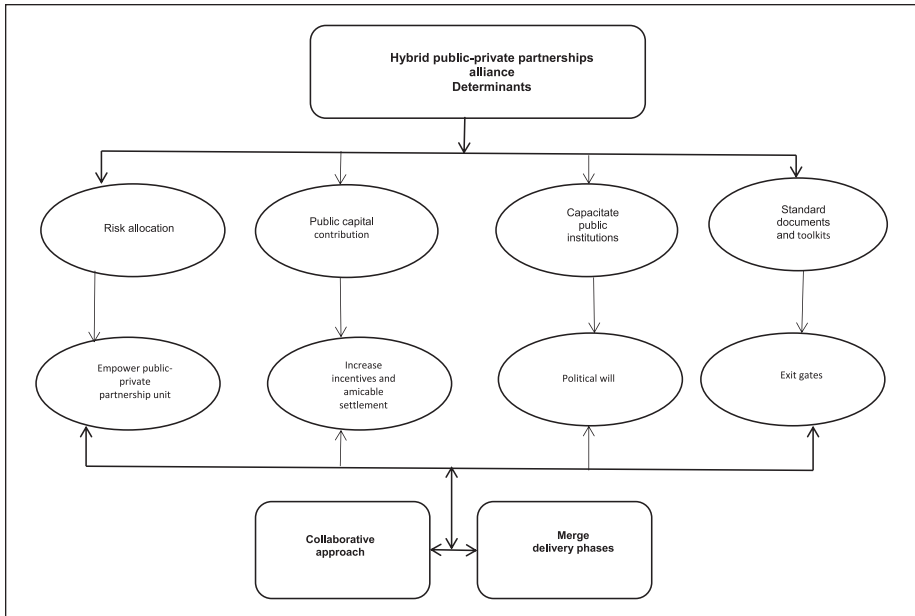 Hybrid public-private partnerships
alliance
Determinants
Risk allocation
Public capital
contribution
Capacitate
public
institutions
Standard
documents
and toolkits
Empower public-
private
partnership unit
Increase
incentives and
amicable
settlement
Political will
Exit gates
Collaborative
approach
Merge
delivery phases